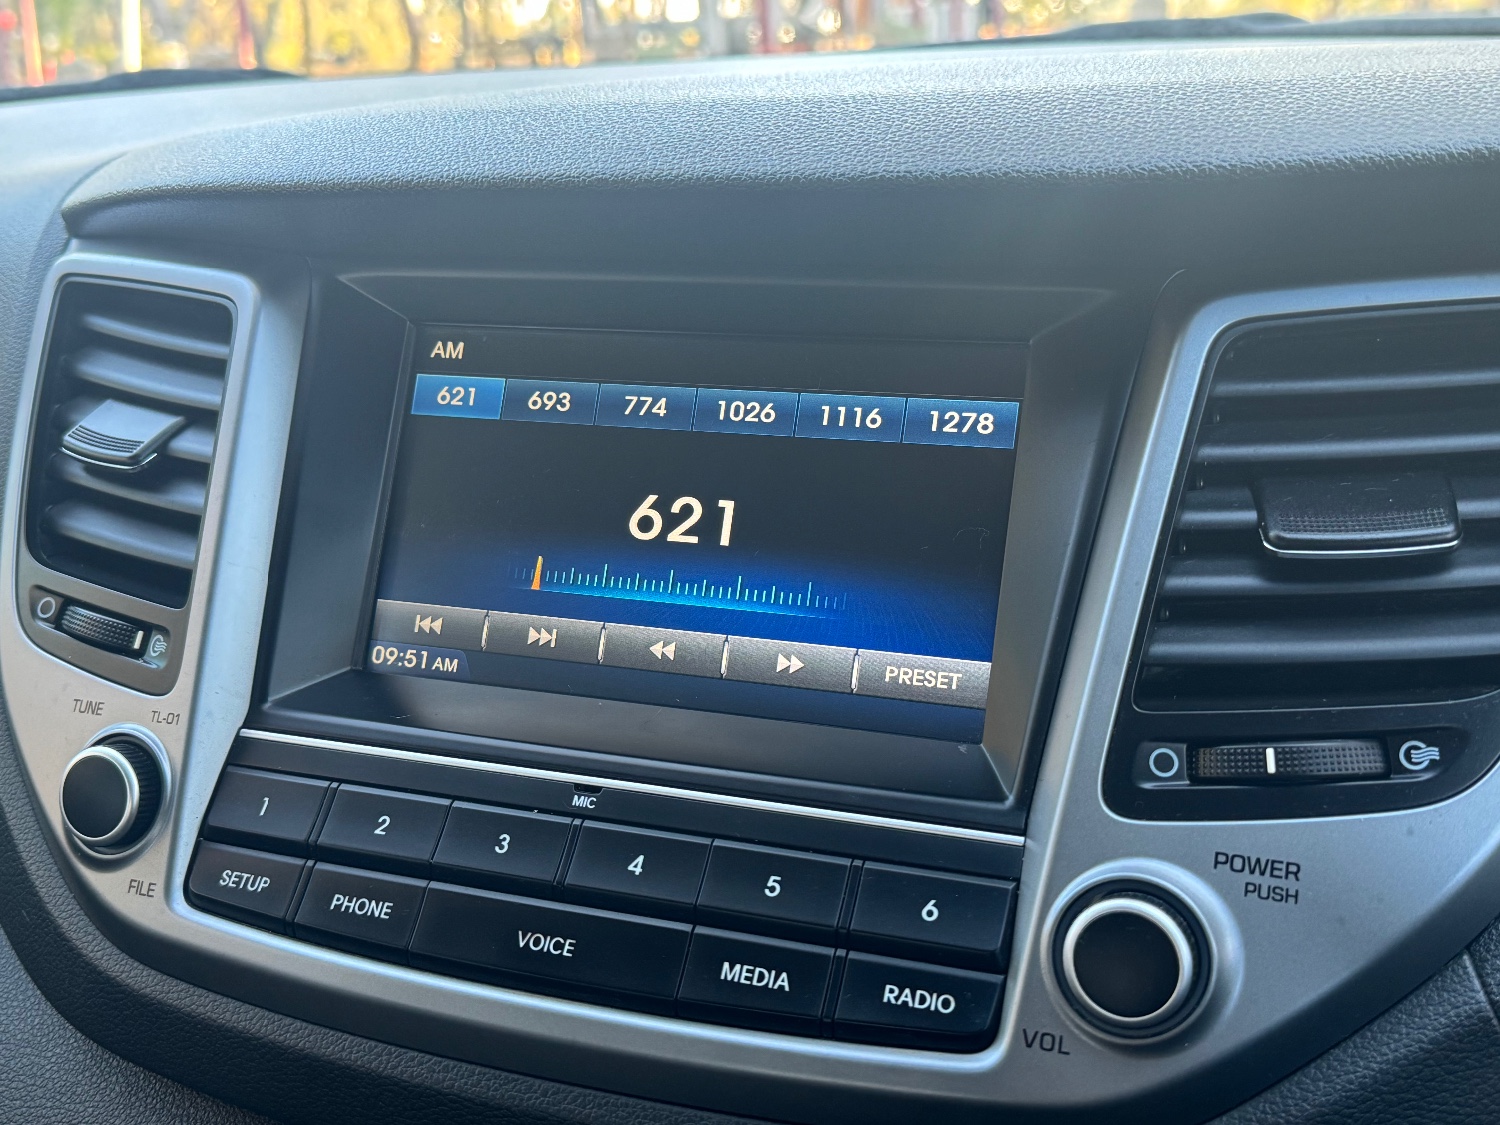 AM
621 693 774 1026 1116 1278
621
PRESET
09:51 AM
TUNE
TL-01
MIC
1 2 3 4 5 6
FILE
SETUP PHONE VOICE MEDIA RADIO
POWER
PUSH
VOL